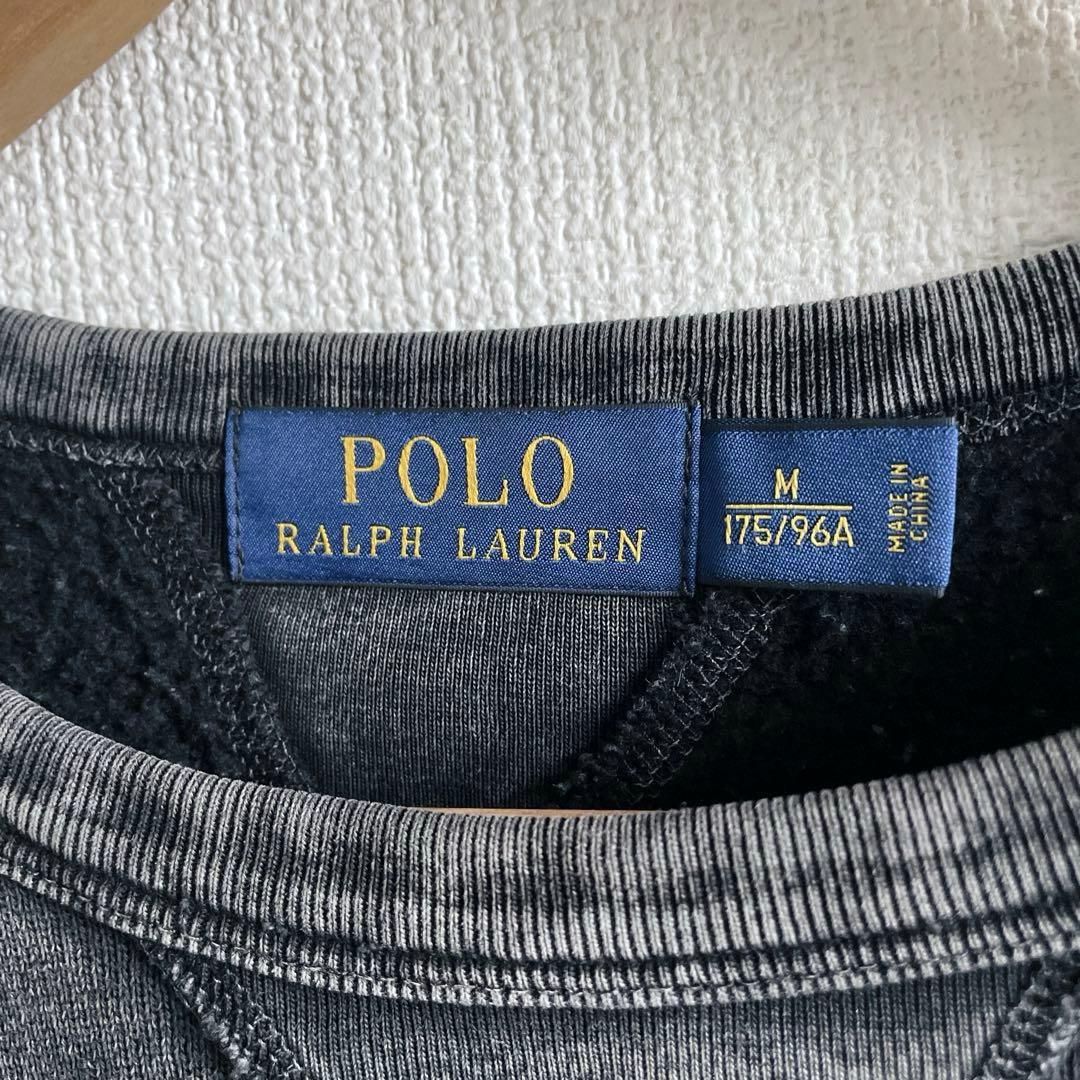 POLO
RALPH LAUREN
M
175/96A
MADE IN
CHINA